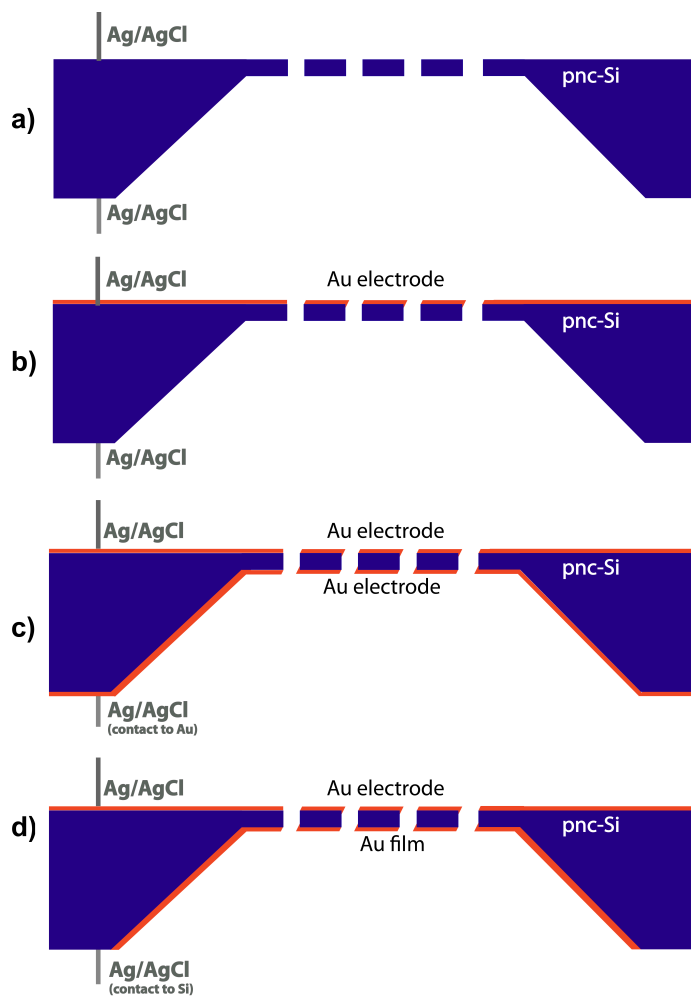 Ag/AgCl
pnc-Si
a)
Ag/AgCl
Ag/AgCl
Au electrode
pnc-Si
b)
Ag/AgCl
Ag/AgCl
Au electrode
pnc-Si
Au electrode
c)
Ag/AgCl
(contact to Au)
Ag/AgCl
Au electrode
pnc-Si
d)
Au film
Ag/AgCl
(contact to Si)